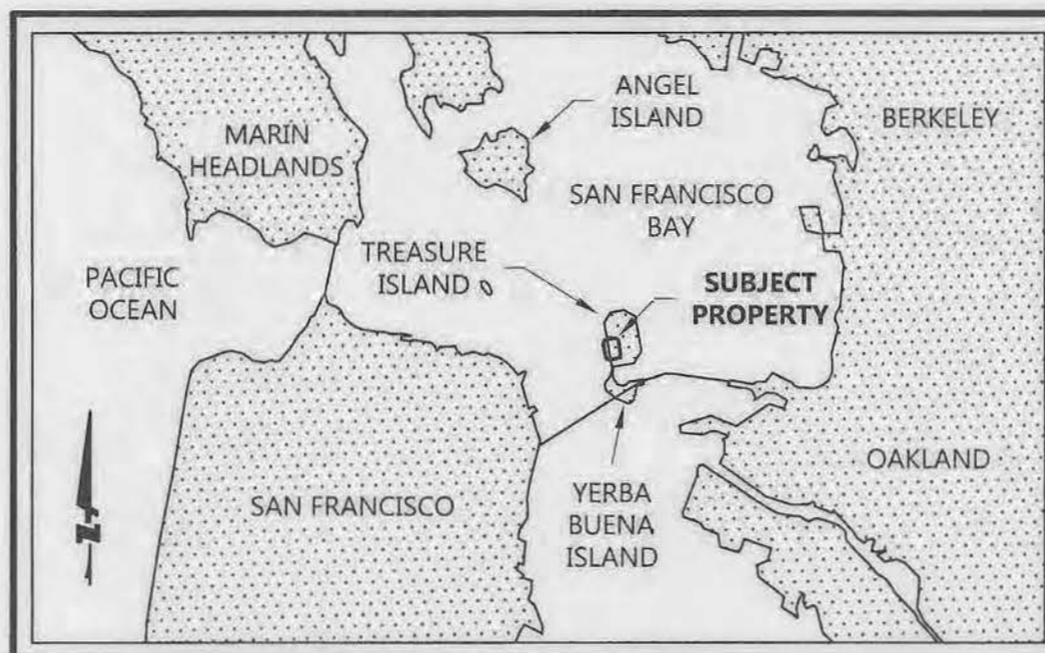 ANGEL
ISLAND
BERKELEY
MARIN
HEADLANDS
SAN FRANCISCO
BAY
TREASURE
ISLAND
PACIFIC
OCEAN
SUBJECT
PROPERTY
OAKLAND
SAN FRANCISCO
YERBA
BUENA
ISLAND
N